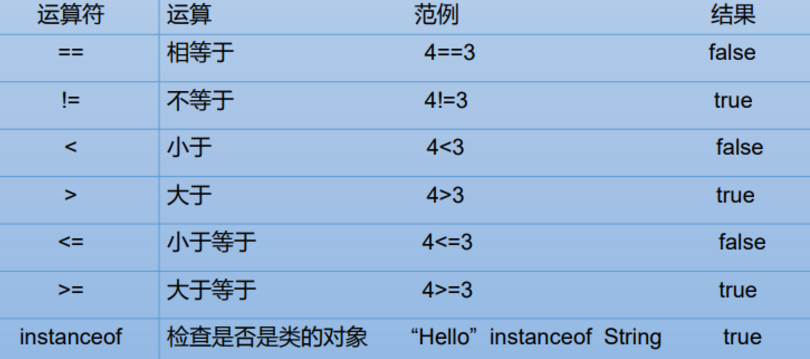 运算符 运算 范例 结果
== 相等于 4==3 false
!= 不等于 4!=3 true
< 小于 4<3 false
> 大于 4>3 true
<= 小于等于 4<=3 false
>= 大于等于 4>=3 true
instanceof 检查是否是类的对象 “Hello” instanceof String true